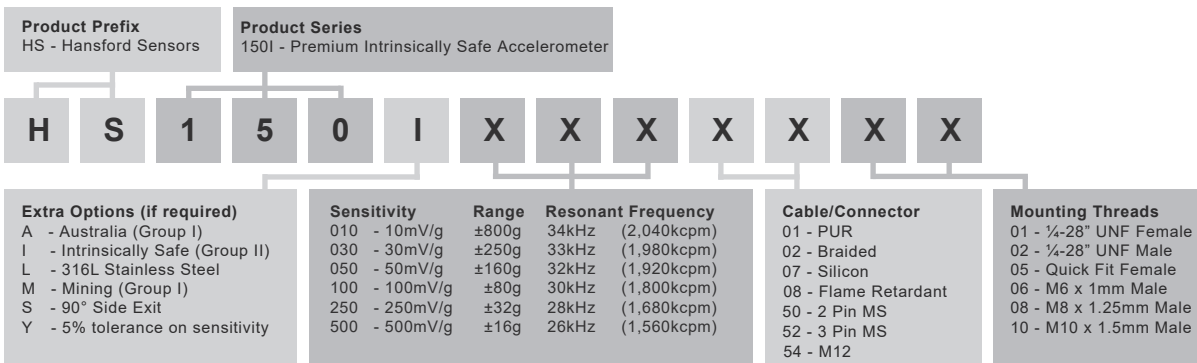 Product Prefix
HS - Hansford Sensors
Product Series
150I - Premium Intrinsically Safe Accelerometer
H S 1 5 0 I X X X X X X X
Extra Options (if required)
A - Australia (Group I)
I - Intrinsically Safe (Group II)
L - 316L Stainless Steel
M - Mining (Group I)
S - 90° Side Exit
Y - 5% tolerance on sensitivity
Sensitivity Range Resonant Frequency
010 - 10mV/g ±800g 34kHz (2,040kcpm)
030 - 30mV/g ±250g 33kHz (1,980kcpm)
050 - 50mV/g ±160g 32kHz (1,920kcpm)
100 - 100mV/g ±80g 30kHz (1,800kcpm)
250 - 250mV/g ±32g 28kHz (1,680kcpm)
500 - 500mV/g ±16g 26kHz (1,560kcpm)
Cable/Connector
01 - PUR
02 - Braided
07 - Silicon
08 - Flame Retardant
50 - 2 Pin MS
52 - 3 Pin MS
54 - M12
Mounting Threads
01 - ¼-28” UNF Female
02 - ¼-28” UNF Male
05 - Quick Fit Female
06 - M6 x 1mm Male
08 - M8 x 1.25mm Male
10 - M10 x 1.5mm Male